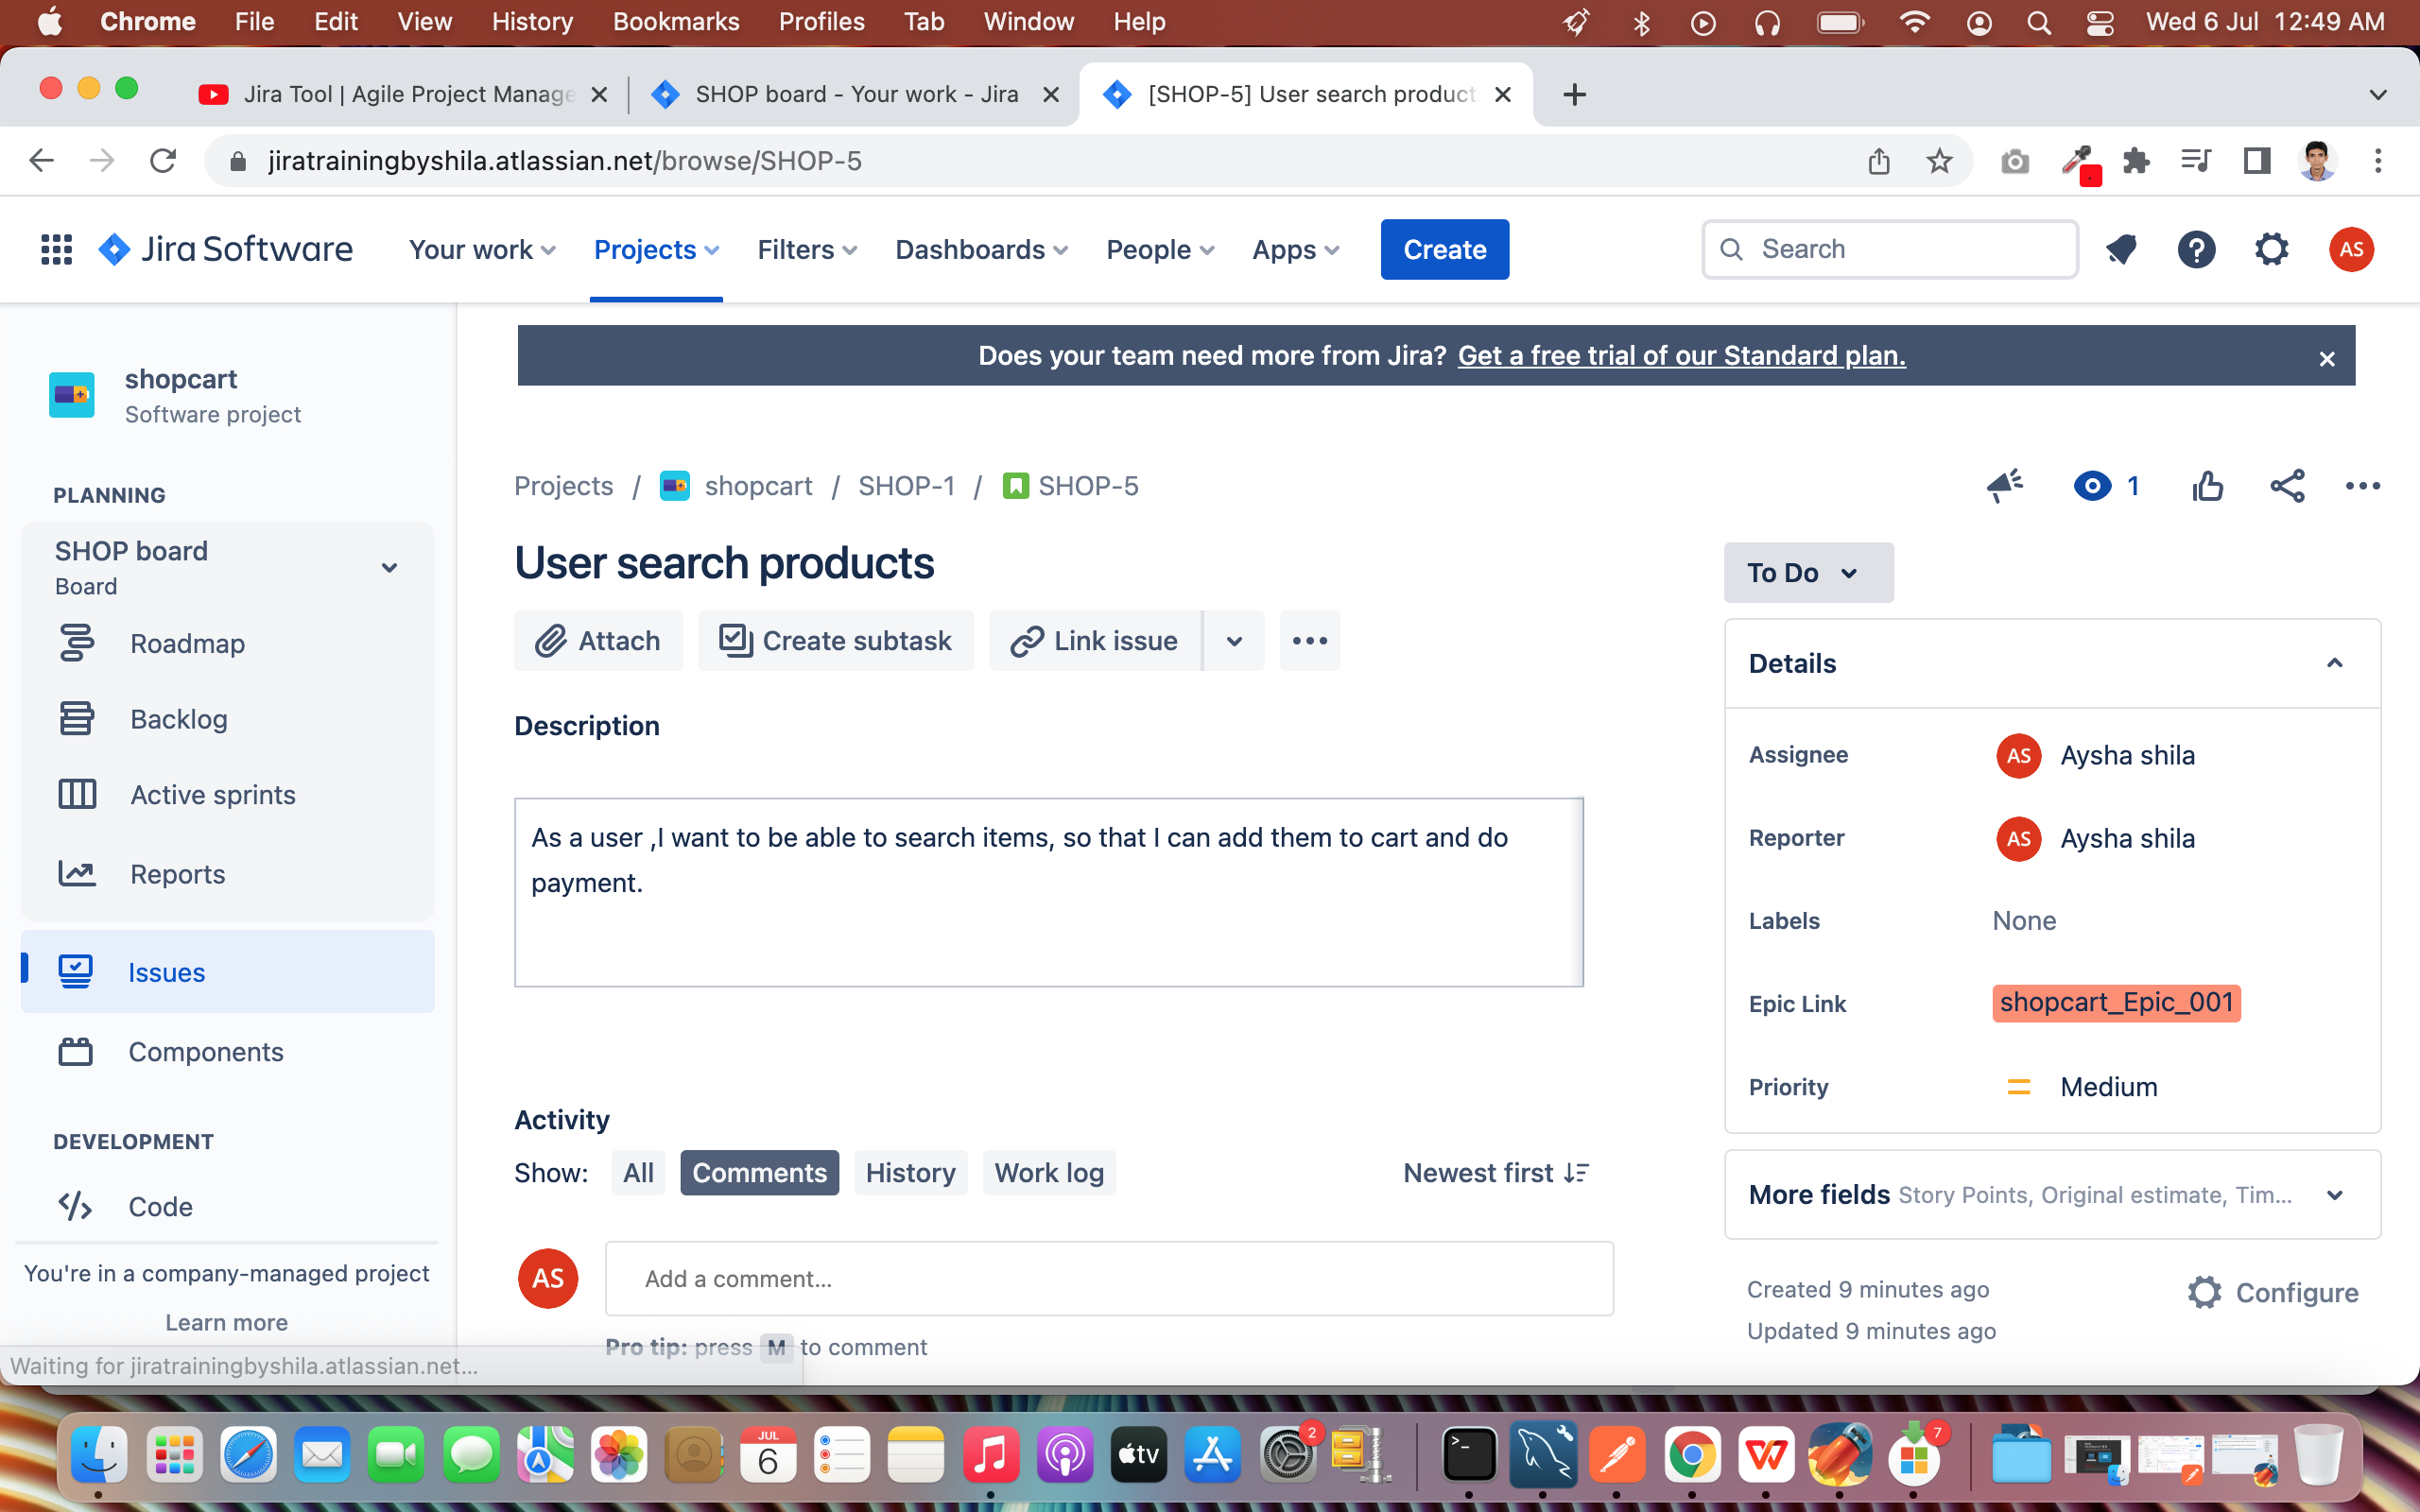 Chrome File Edit View History Bookmarks Profiles Tab Window Help Wed 6 Jul 12:49 AM
Jira Tool | Agile Project Manage
SHOP board - Your work - Jira
[SHOP-5] User search product
jiratrainingbyshila.atlassian.net/browse/SHOP-5
Jira Software Your work Projects Filters Dashboards People Apps Create Search AS
Does your team need more from Jira? Get a free trial of our Standard plan.
shopcart
Software project
PLANNING
SHOP board
Board
Roadmap
Backlog
Active sprints
Reports
Issues
Components
DEVELOPMENT
Code
You're in a company-managed project
Learn more
Waiting for jiratrainingbyshila.atlassian.net...
Projects / shopcart / SHOP-1 / SHOP-5
1
User search products
Attach Create subtask Link issue
Description
As a user ,I want to be able to search items, so that I can add them to cart and do
payment.
Activity
Show: All Comments History Work log Newest first
AS Add a comment...
Pro tip: press M to comment
To Do
Details
Assignee AS Aysha shila
Reporter AS Aysha shila
Labels None
Epic Link shopcart_Epic_001
Priority Medium
More fields Story Points, Original estimate, Tim...
Created 9 minutes ago
Configure
Updated 9 minutes ago
JUL
6
tv
2
7